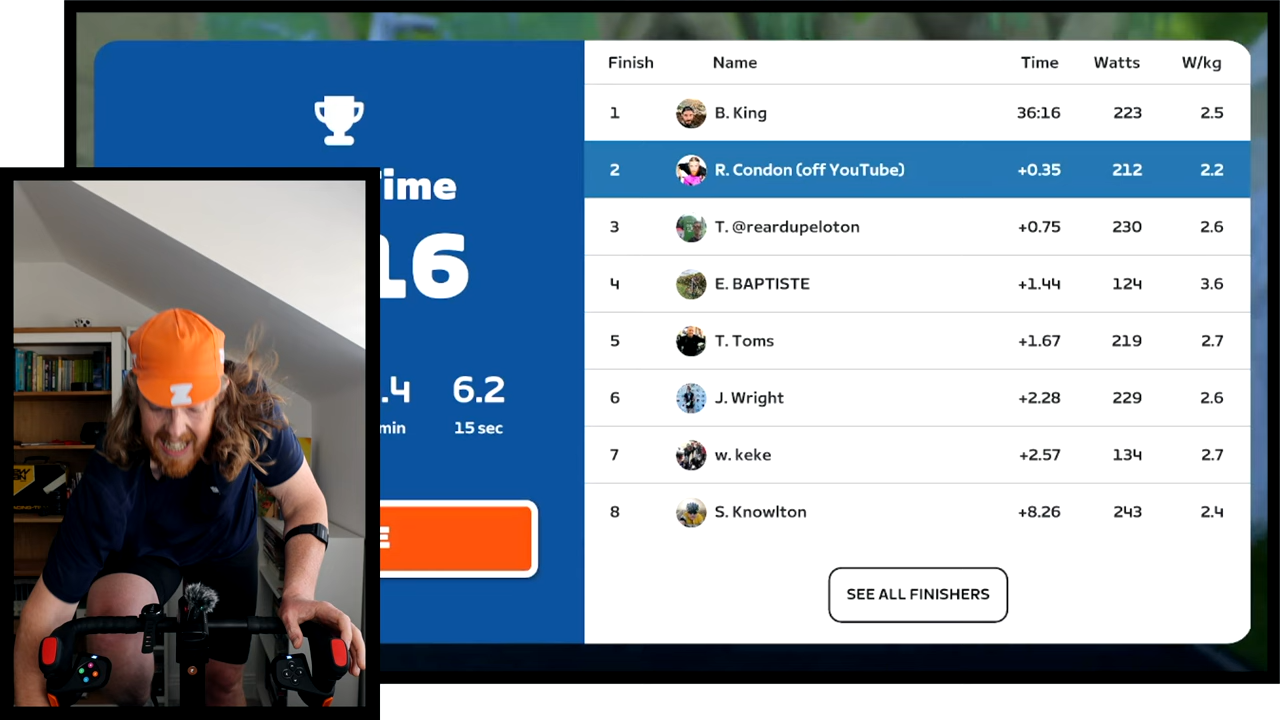 Finish Name Time Watts W/kg
1 B. King 36:16 223 2.5
2 R. Condon (off YouTube) +0.35 212 2.2
3 T. @reardupeloton +0.75 230 2.6
4 E. BAPTISTE +1.44 124 3.6
5 T. Toms +1.67 219 2.7
6 J. Wright +2.28 229 2.6
7 w. keke +2.57 134 2.7
8 S. Knowlton +8.26 243 2.4
SEE ALL FINISHERS
ime
16
.4 6.2
min 15 sec
E
Z